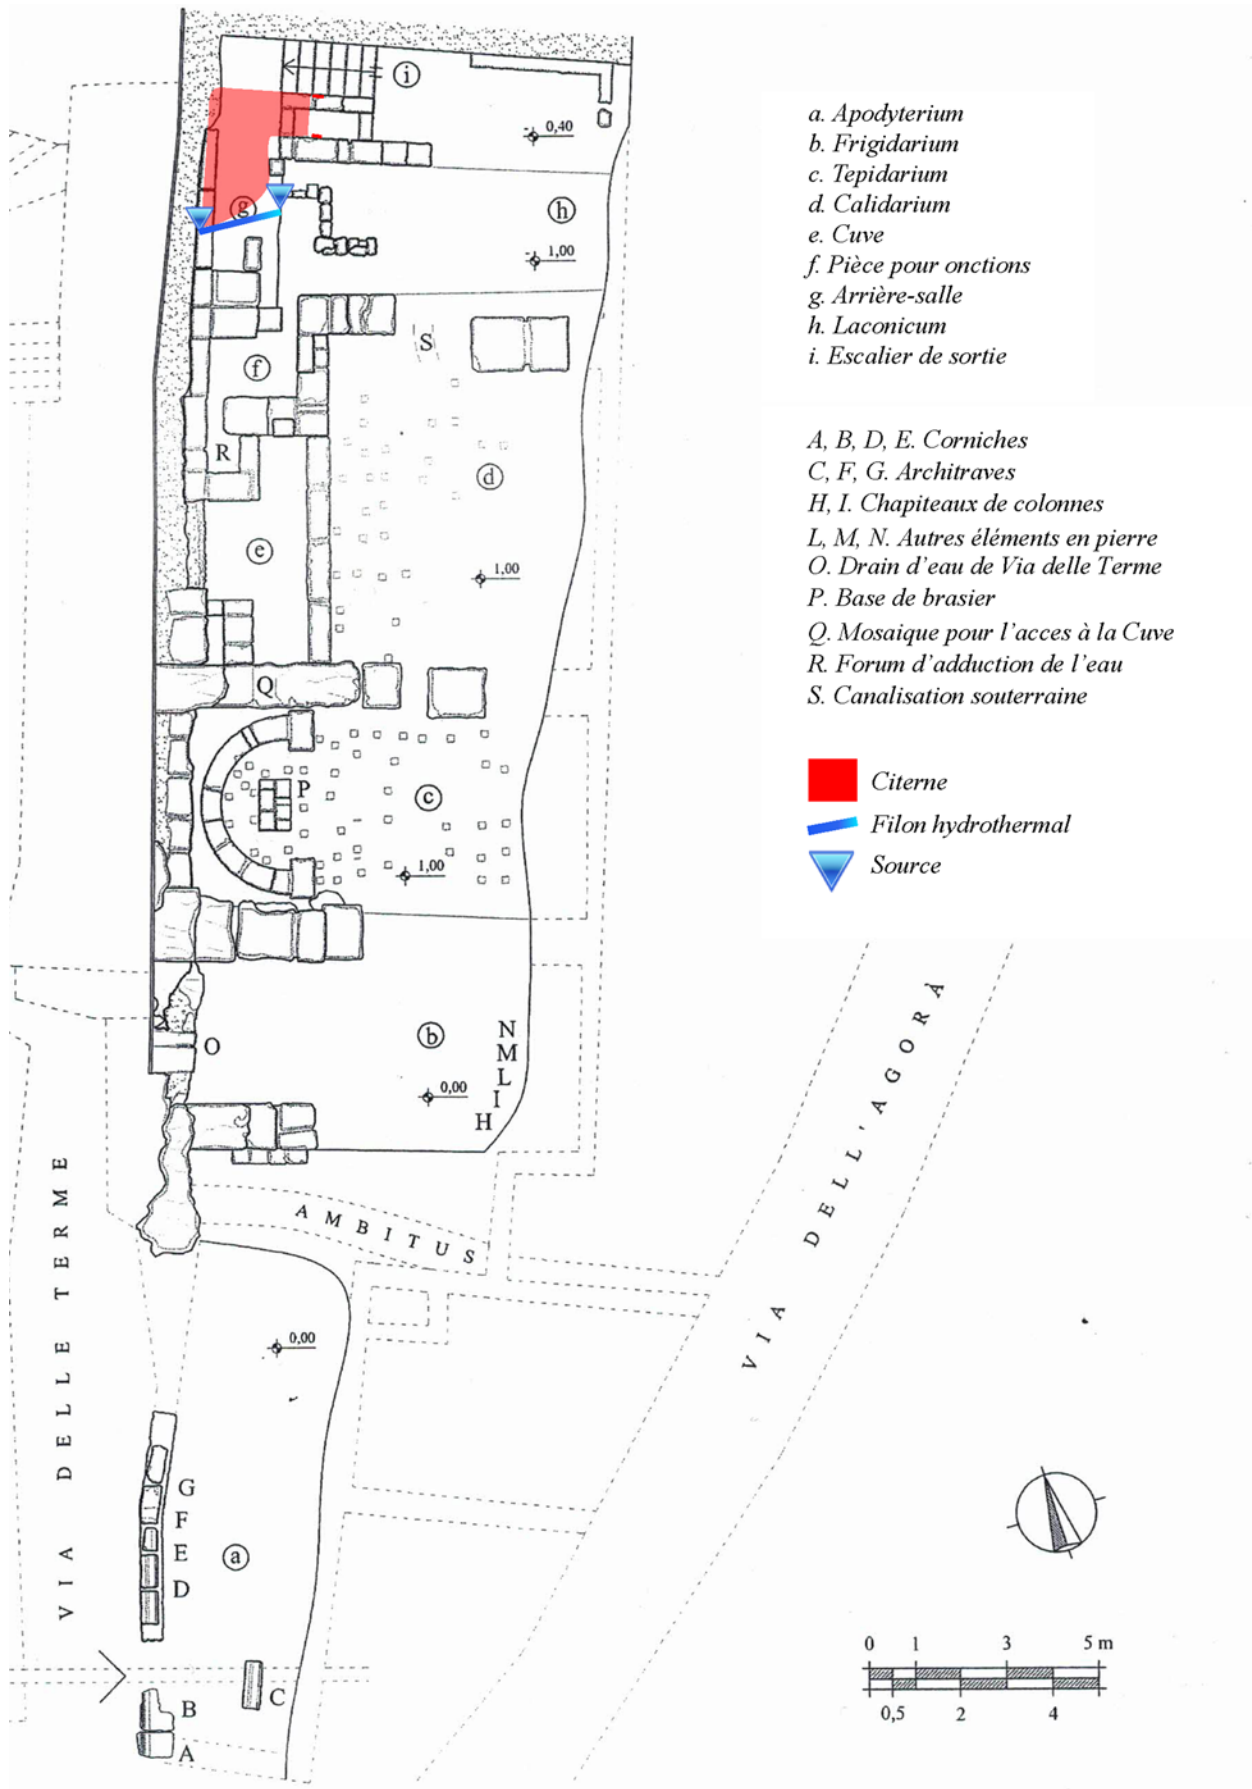 a. Apodyterium
b. Frigidarium
c. Tepidarium
d. Calidarium
e. Cuve
f. Pièce pour onctions
g. Arrière-salle
h. Laconicum
i. Escalier de sortie
A, B, D, E. Corniches
C, F, G. Architraves
H, I. Chapiteaux de colonnes
L, M, N. Autres éléments en pierre
O. Drain d'eau de Via delle Terme
P. Base de brasier
Q. Mosaique pour l'acces à la Cuve
R. Forum d'adduction de l'eau
S. Canalisation souterraine
Citerne
Filon hydrothermal
Source
i
- 0,40
g
h
- 1,00
S
f
R
d
e
1,00
Q
P
c
1,00
b
N
M
L
I
H
O
0,00
AMBITUS
VIA DELLE TERME
VIA DELL'AGORÀ
0,00
G
F
E
D
a
B
C
A
0 1 3 5 m
0,5 2 4